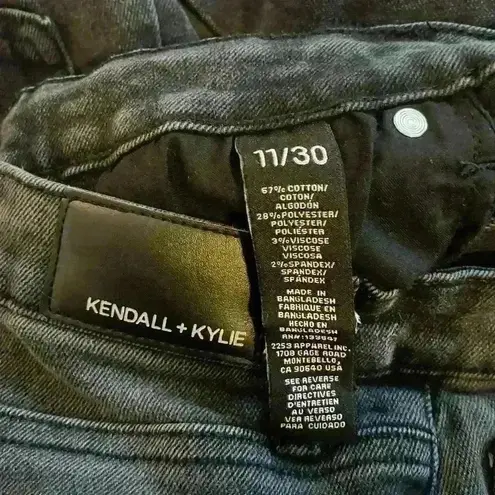 11/30
67% COTTON/
COTON/
ALGODÓN
28% POLYESTER/
POLYESTER/
POLIÉSTER
3% VISCOSE
VISCOSE
VISCOSA
2% SPANDEX/
SPANDEX/
SPÁNDEX
MADE IN
BANGLADESH
FABRIQUE EN
BANGLADESH
HECHO EN
BANGLADESH
2253 APPAREL INC.
1708 GAGE ROAD
MONTEBELLO,
CA 90640 USA
SEE REVERSE
FOR CARE
DIRECTIVES
D'ENTRETIEN
AU VERSO
VER REVERSO
PARA CUIDADO
KENDALL + KYLIE